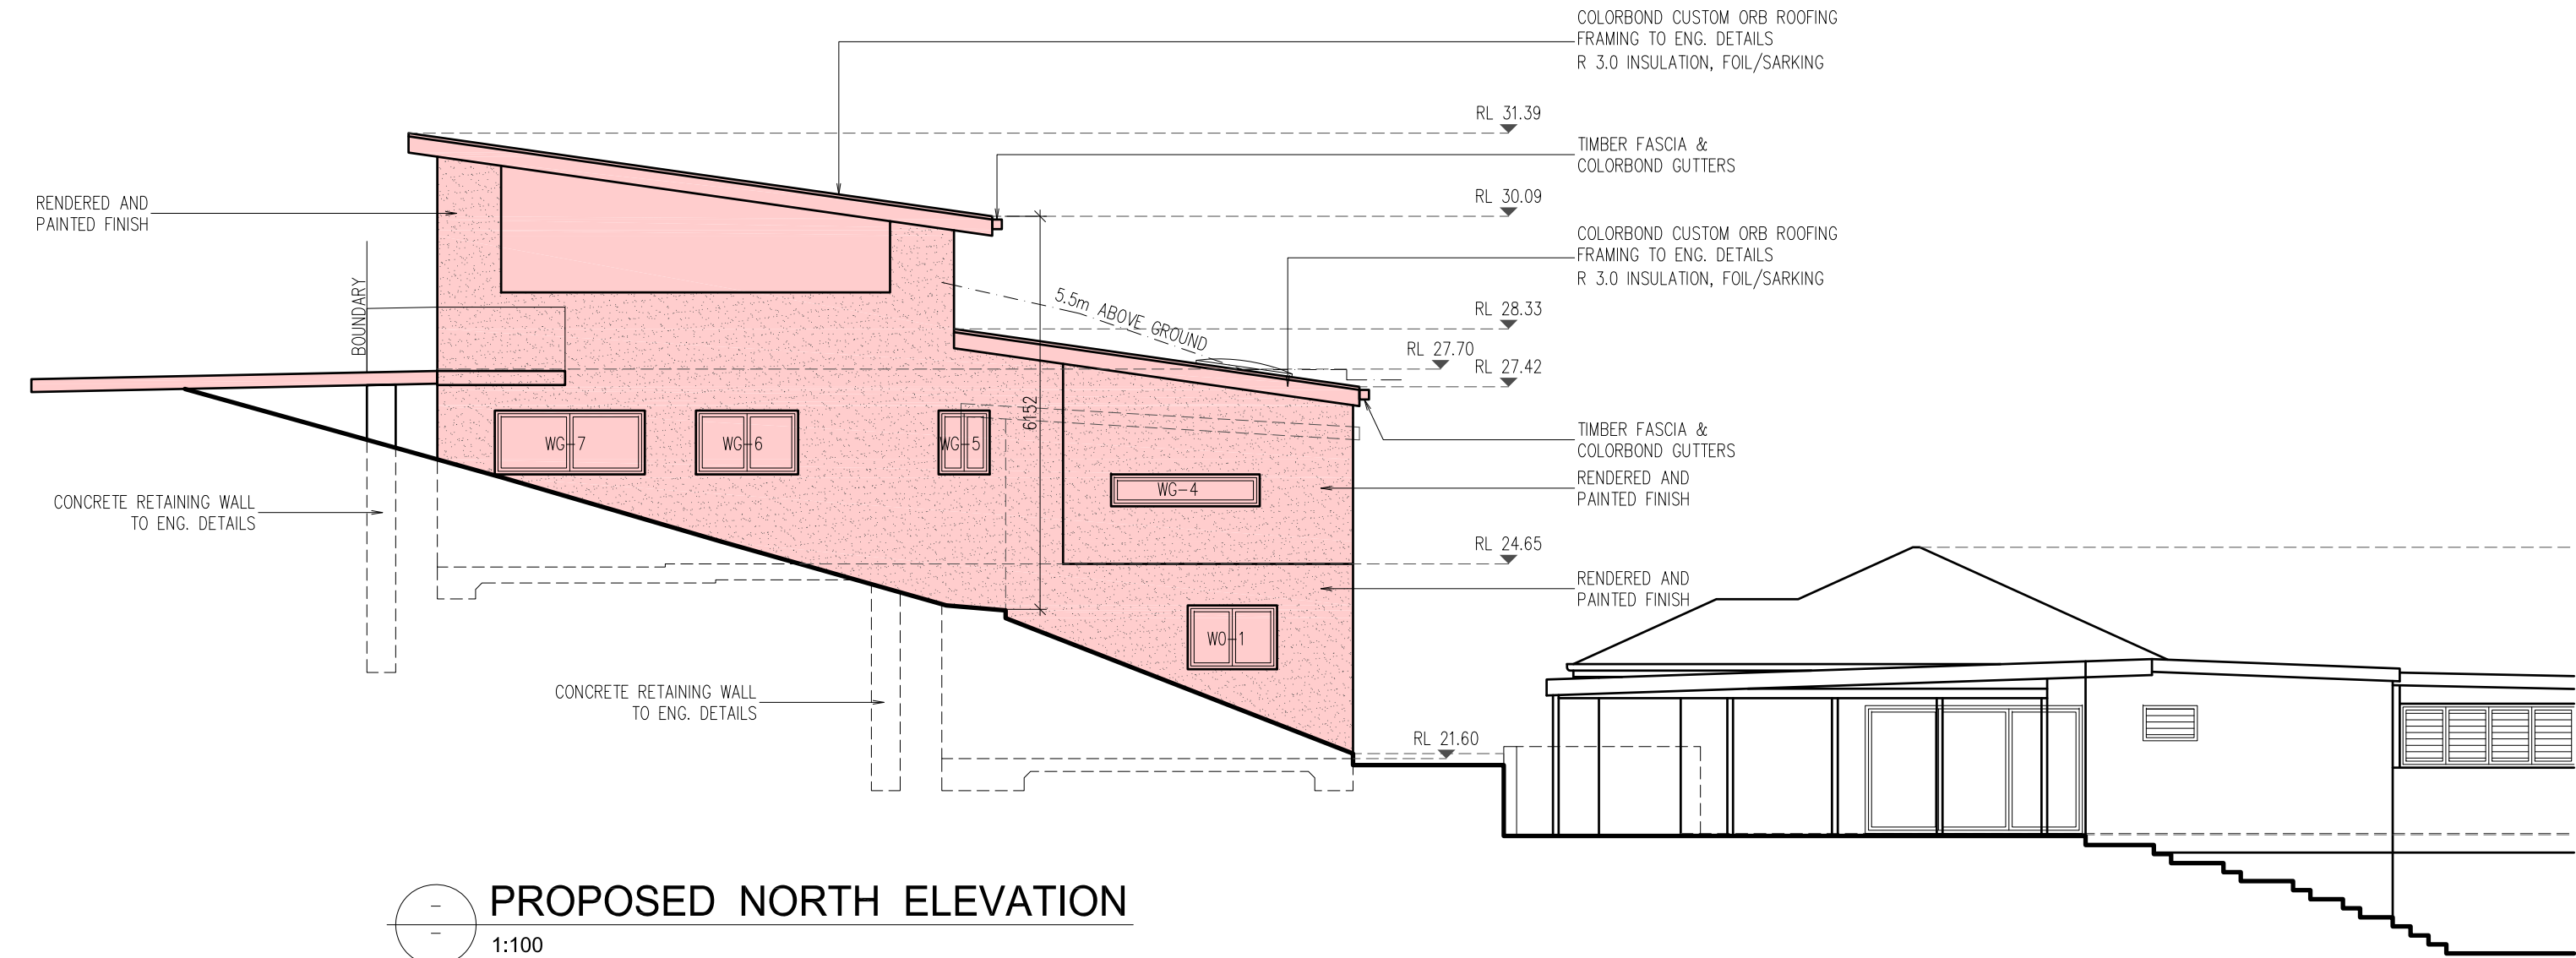 COLORBOND CUSTOM ORB ROOFING
FRAMING TO ENG. DETAILS
R 3.0 INSULATION, FOIL/SARKING
RL 31.39
TIMBER FASCIA &
COLORBOND GUTTERS
RL 30.09
RENDERED AND
PAINTED FINISH
COLORBOND CUSTOM ORB ROOFING
FRAMING TO ENG. DETAILS
R 3.0 INSULATION, FOIL/SARKING
BOUNDARY
5.5m ABOVE GROUND
RL 28.33
RL 27.70
RL 27.42
6152
WG-7
WG-6
WG-5
TIMBER FASCIA &
COLORBOND GUTTERS
WG-4
RENDERED AND
PAINTED FINISH
CONCRETE RETAINING WALL
TO ENG. DETAILS
RL 24.65
RENDERED AND
PAINTED FINISH
WO-1
CONCRETE RETAINING WALL
TO ENG. DETAILS
RL 21.60
PROPOSED NORTH ELEVATION
1:100